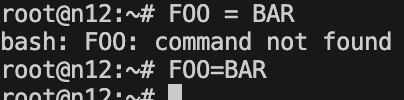 root@n12:~# FOO = BAR
bash: FOO: command not found
root@n12:~# FOO=BAR
root@n12:~#